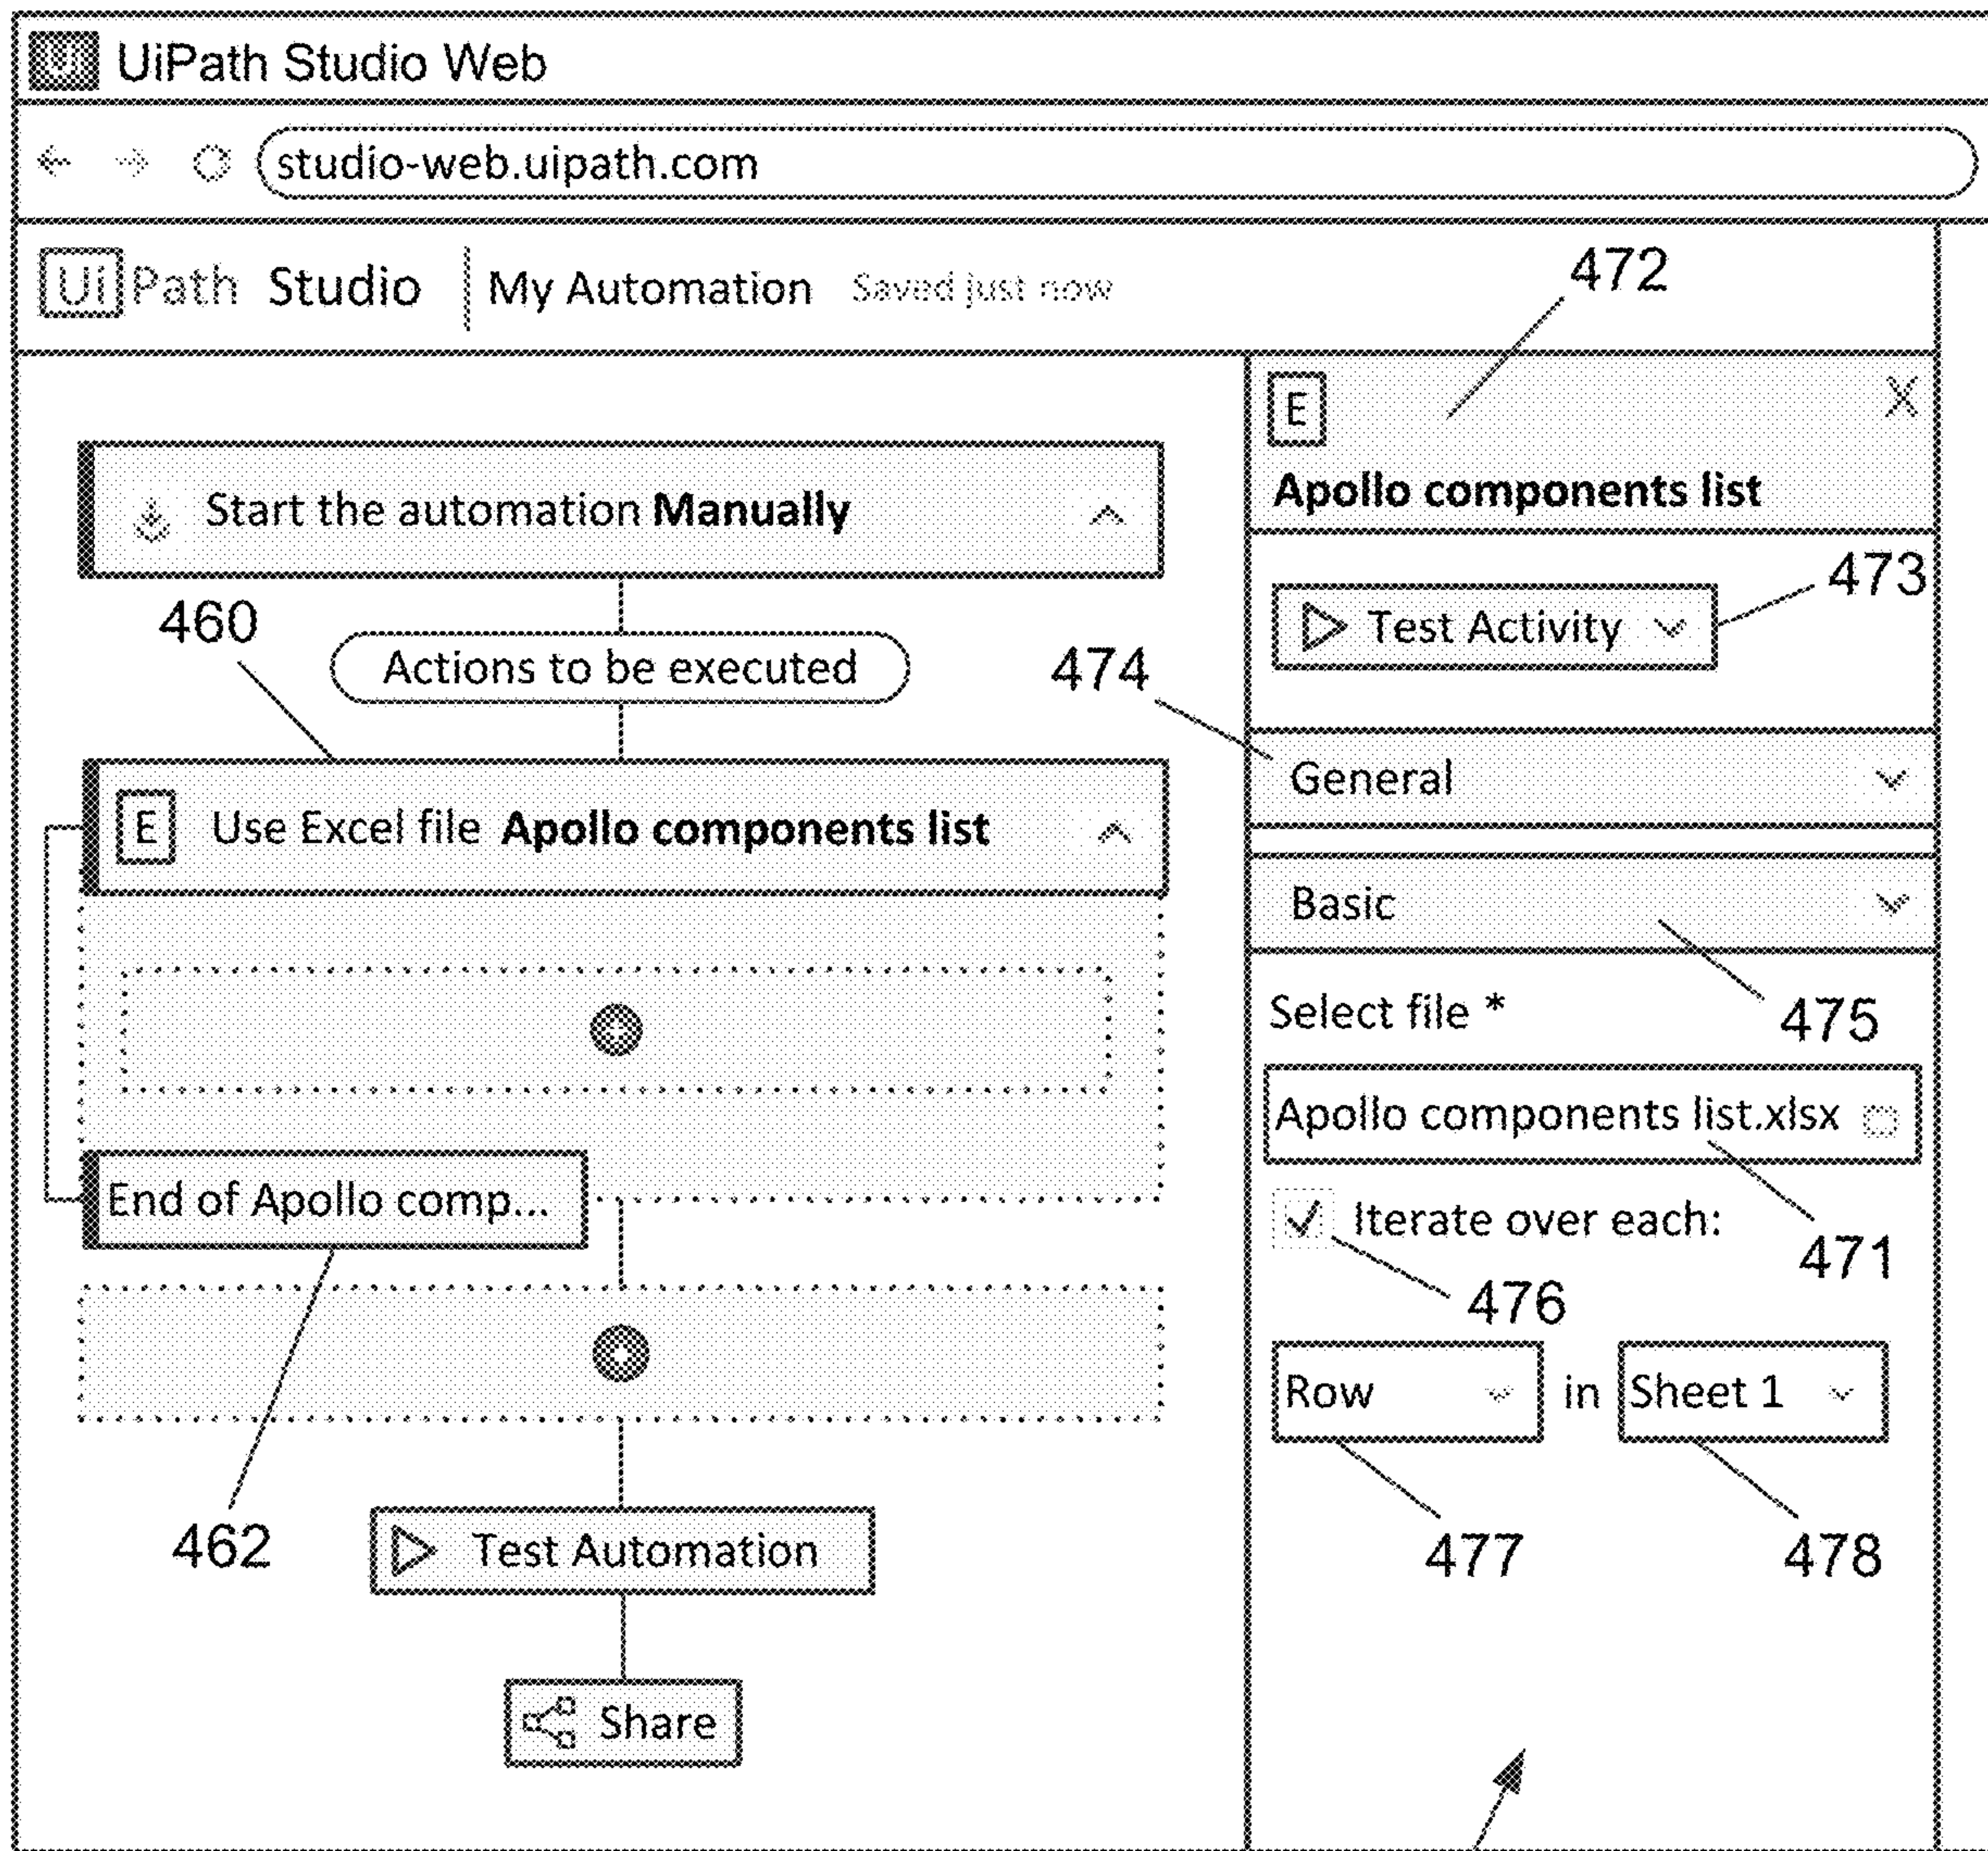 Ui UiPath Studio Web
studio-web.uipath.com
UiPath Studio My Automation Saved just now
472
E
X
Apollo components list
Start the automation Manually
473
Test Activity
460
Actions to be executed
474
General
E Use Excel file Apollo components list
Basic
+
Select file *
475
Apollo components list.xlsx
End of Apollo comp...
Iterate over each:
471
476
+
Row in Sheet 1
462
Test Automation
477
478
Share